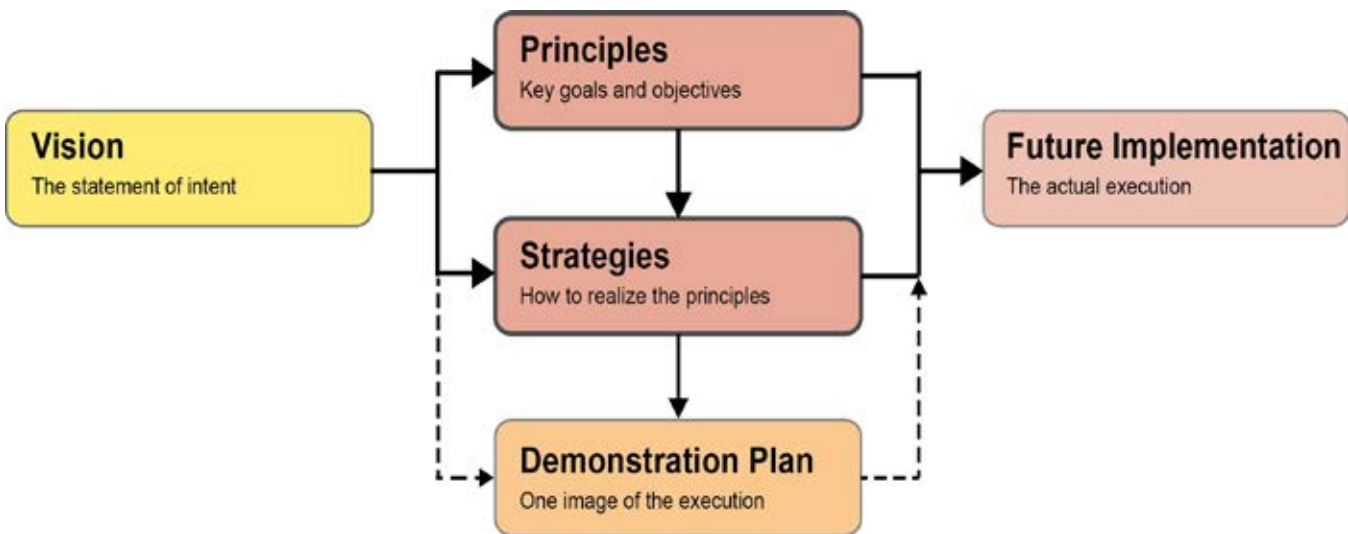 Principles
Key goals and objectives
Vision
The statement of intent
Future Implementation
The actual execution
Strategies
How to realize the principles
Demonstration Plan
One image of the execution